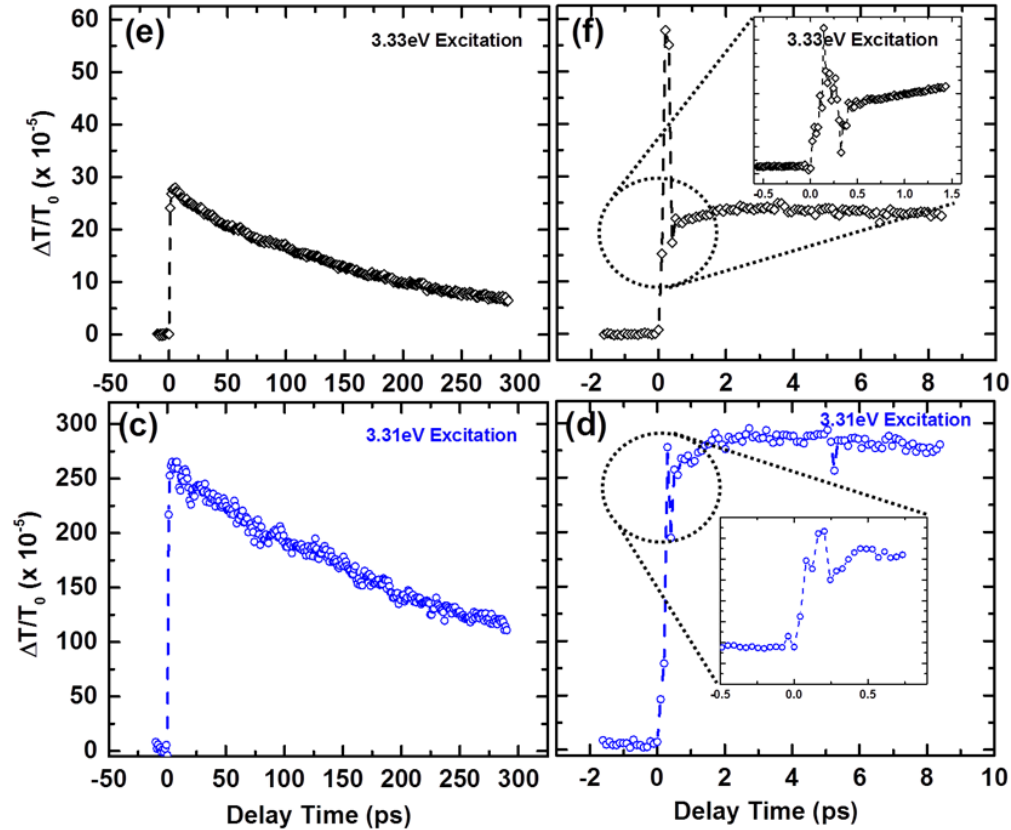 (e)
3.33eV Excitation
ΔT/T0 (x 10-5)
60
50
40
30
20
10
0
-50 0 50 100 150 200 250 300
(f)
3.33eV Excitation
-0.5 0.0 0.5 1.0 1.5
-2 0 2 4 6 8 10
(c)
3.31eV Excitation
ΔT/T0 (x 10-5)
300
250
200
150
100
50
0
-50 0 50 100 150 200 250 300
Delay Time (ps)
(d)
3.31eV Excitation
-0.5 0.0 0.5
-2 0 2 4 6 8 10
Delay Time (ps)